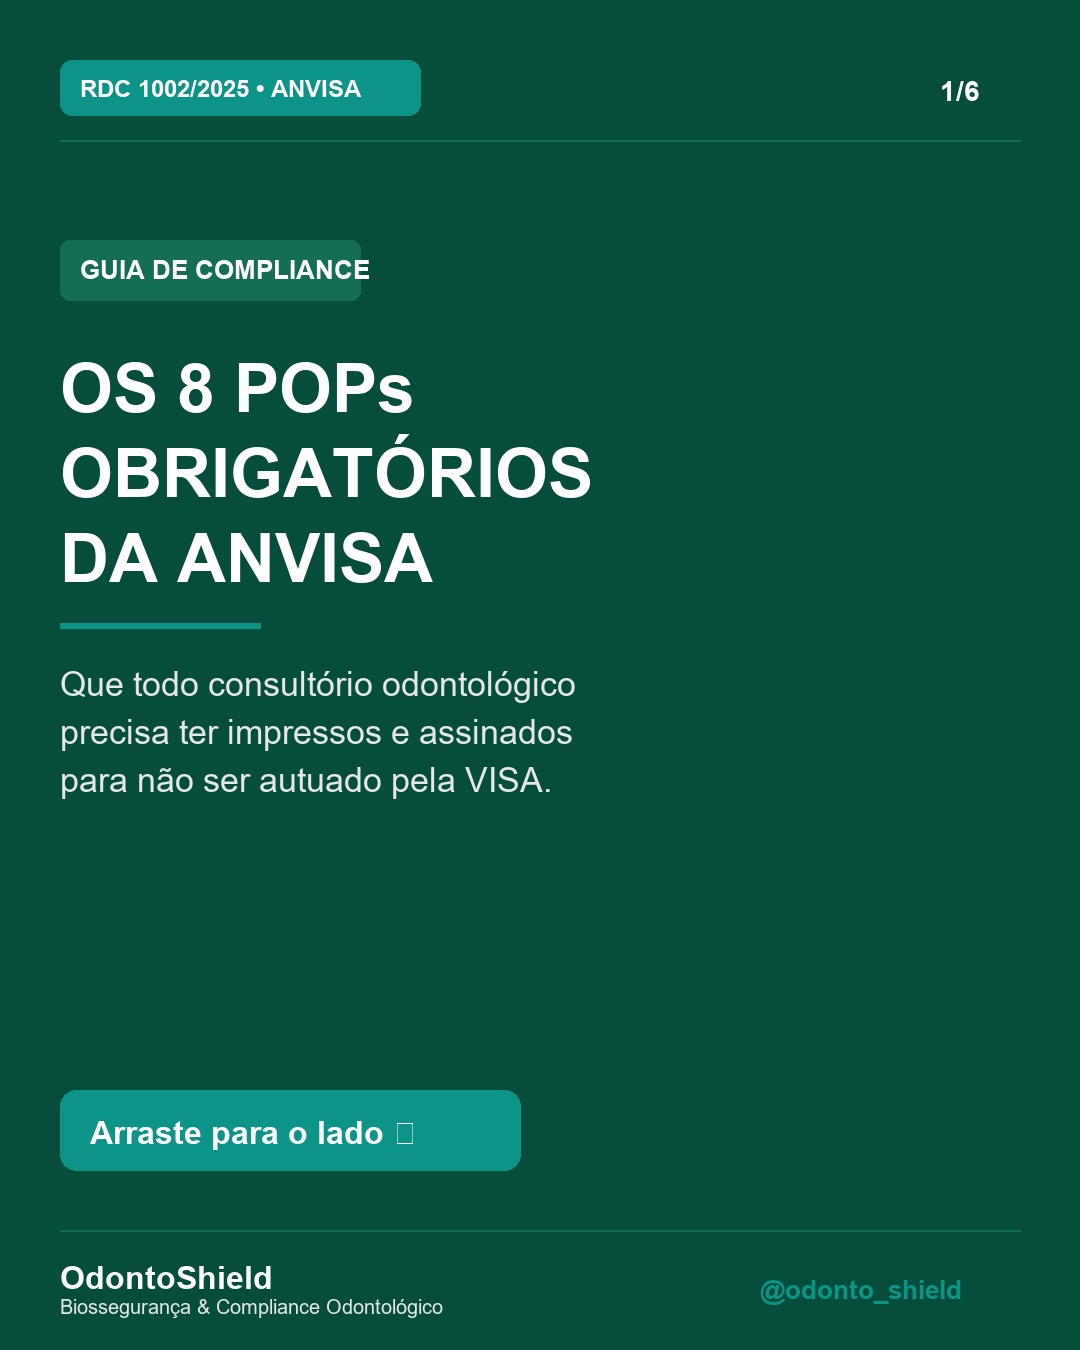 RDC 1002/2025 • ANVISA
1/6
GUIA DE COMPLIANCE
OS 8 POPs
OBRIGATÓRIOS
DA ANVISA
Que todo consultório odontológico
precisa ter impressos e assinados
para não ser autuado pela VISA.
Arraste para o lado
OdontoShield
Biossegurança & Compliance Odontológico
@odonto_shield